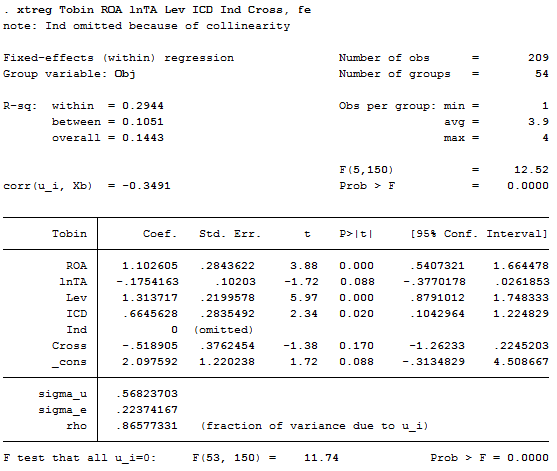 . xtreg Tobin ROA lnTA Lev ICD Ind Cross, fe
note: Ind omitted because of collinearity
Fixed-effects (within) regression Number of obs = 209
Group variable: Obj Number of groups = 54
R-sq: within = 0.2944 Obs per group: min = 1
between = 0.1051 avg = 3.9
overall = 0.1443 max = 4
F(5,150) = 12.52
corr(u_i, Xb) = -0.3491 Prob > F = 0.0000
Tobin Coef. Std. Err. t P>|t| [95% Conf. Interval]
ROA 1.102605 .2843622 3.88 0.000 .5407321 1.664478
lnTA -.1754163 .10203 -1.72 0.088 -.3770178 .0261853
Lev 1.313717 .2199578 5.97 0.000 .8791012 1.748333
ICD .6645628 .2835492 2.34 0.020 .1042964 1.224829
Ind 0 (omitted)
Cross -.518905 .3762454 -1.38 0.170 -1.26233 .2245203
_cons 2.097592 1.220238 1.72 0.088 -.3134829 4.508667
sigma_u .56823703
sigma_e .22374167
rho .86577331 (fraction of variance due to u_i)
F test that all u_i=0: F(53, 150) = 11.74 Prob > F = 0.0000